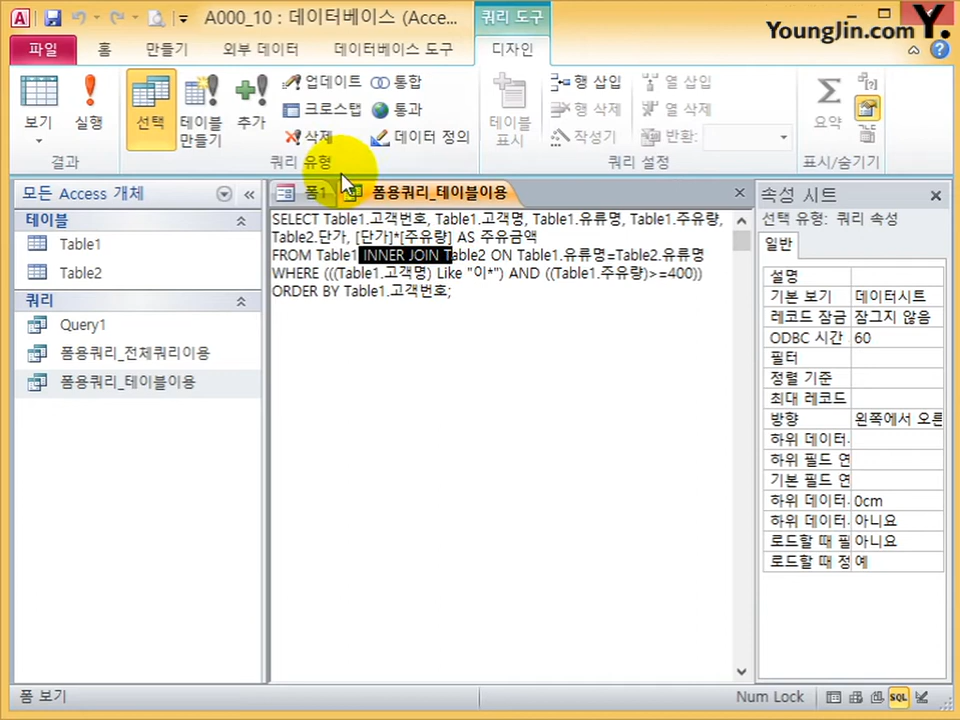 A000_10 : 데이터베이스 (Acce...
쿼리 도구
YoungJin.com Y.
파일
홈
만들기
외부 데이터
데이터베이스 도구
디자인
보기
실행
결과
선택
테이블
만들기
추가
업데이트
통합
크로스탭
통과
삭제
데이터 정의
쿼리 유형
테이블
표시
행 삽입
행 삭제
작성기
열 삽입
열 삭제
반환:
쿼리 설정
Σ
요약
표시/숨기기
모든 Access 개체
테이블
Table1
Table2
쿼리
Query1
폼용쿼리_전체쿼리이용
폼용쿼리_테이블이용
폼1
폼용쿼리_테이블이용
SELECT Table1.고객번호, Table1.고객명, Table1.유류명, Table1.주유량,
Table2.단가, [단가]*[주유량] AS 주유금액
FROM Table1 INNER JOIN Table2 ON Table1.유류명=Table2.유류명
WHERE (((Table1.고객명) Like "이*") AND ((Table1.주유량)>=400))
ORDER BY Table1.고객번호;
속성 시트
선택 유형: 쿼리 속성
일반
설명
기본 보기 데이터시트
레코드 잠금 잠그지 않음
ODBC 시간 60
필터
정렬 기준
최대 레코드
방향 왼쪽에서 오른
하위 데이터
하위 필드 연
기본 필드 연
하위 데이터 0cm
하위 데이터 아니요
로드할 때 필 아니요
로드할 때 정 예
폼 보기
Num Lock
SQL